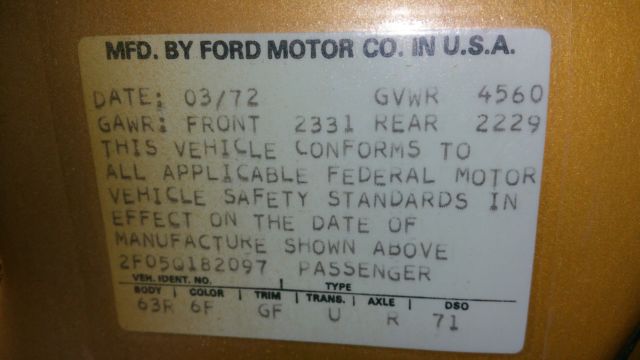 MFD. BY FORD MOTOR CO. IN U.S.A.
DATE: 03/72 GVWR 4560
GAWR: FRONT 2331 REAR 2229
THIS VEHICLE CONFORMS TO
ALL APPLICABLE FEDERAL MOTOR
VEHICLE SAFETY STANDARDS IN
EFFECT ON THE DATE OF
MANUFACTURE SHOWN ABOVE
2F05Q182097 PASSENGER
VEH. IDENT. NO. TYPE
BODY | COLOR | TRIM | TRANS. | AXLE | DSO
63R 6F GF U R 71